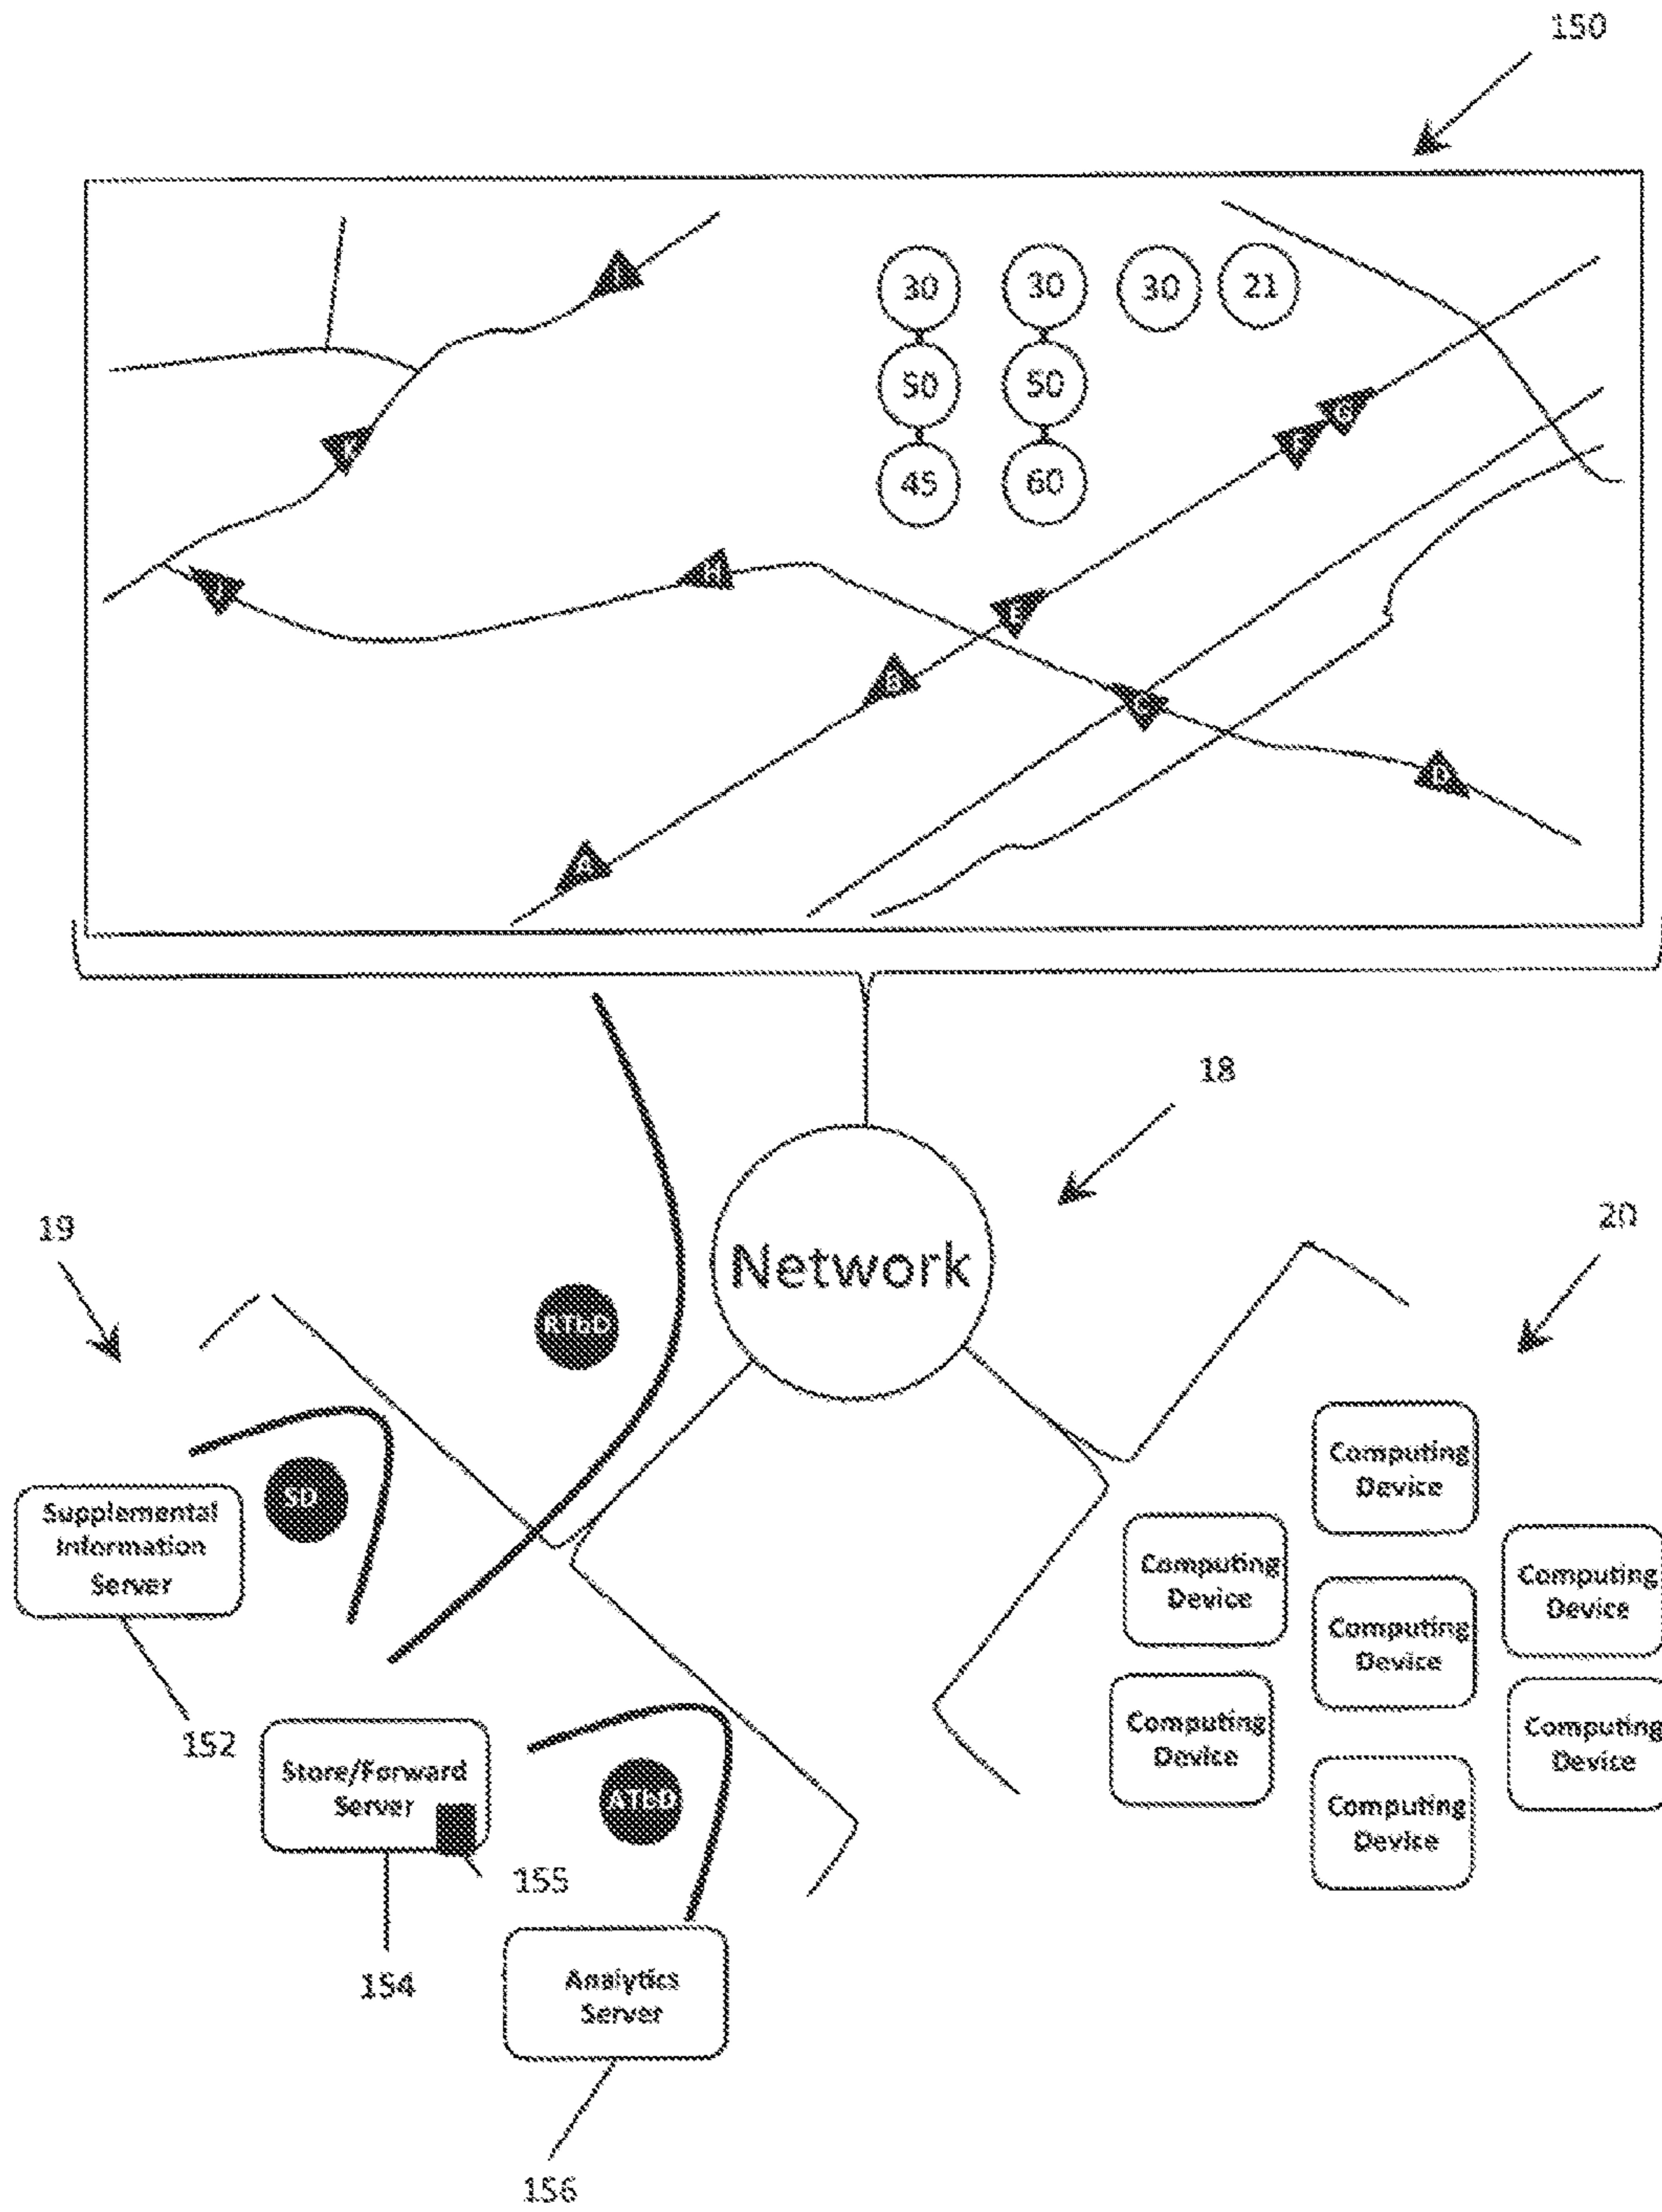 150
L
30 30 30 21
50 50
45 60
G
F
K
H
E
B
C
D
A
18
19
20
Network
RTbD
SD
Supplemental
Information
Server
152
Computing
Device
Computing
Device
Computing
Device
Computing
Device
Computing
Device
Computing
Device
Computing
Device
Store/Forward
Server
155
154
ATbD
Analytics
Server
156